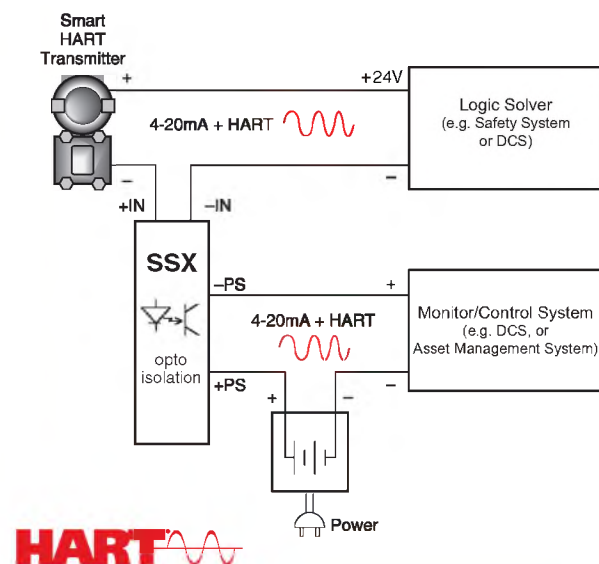 Smart
HART
Transmitter
+
+24V
4-20mA + HART
Logic Solver
(e.g. Safety System
or DCS)
–
–
+IN
–IN
SSX
–PS
+
opto
isolation
4-20mA + HART
Monitor/Control System
(e.g. DCS, or
Asset Management System)
+PS
+
–
–
Power
HART